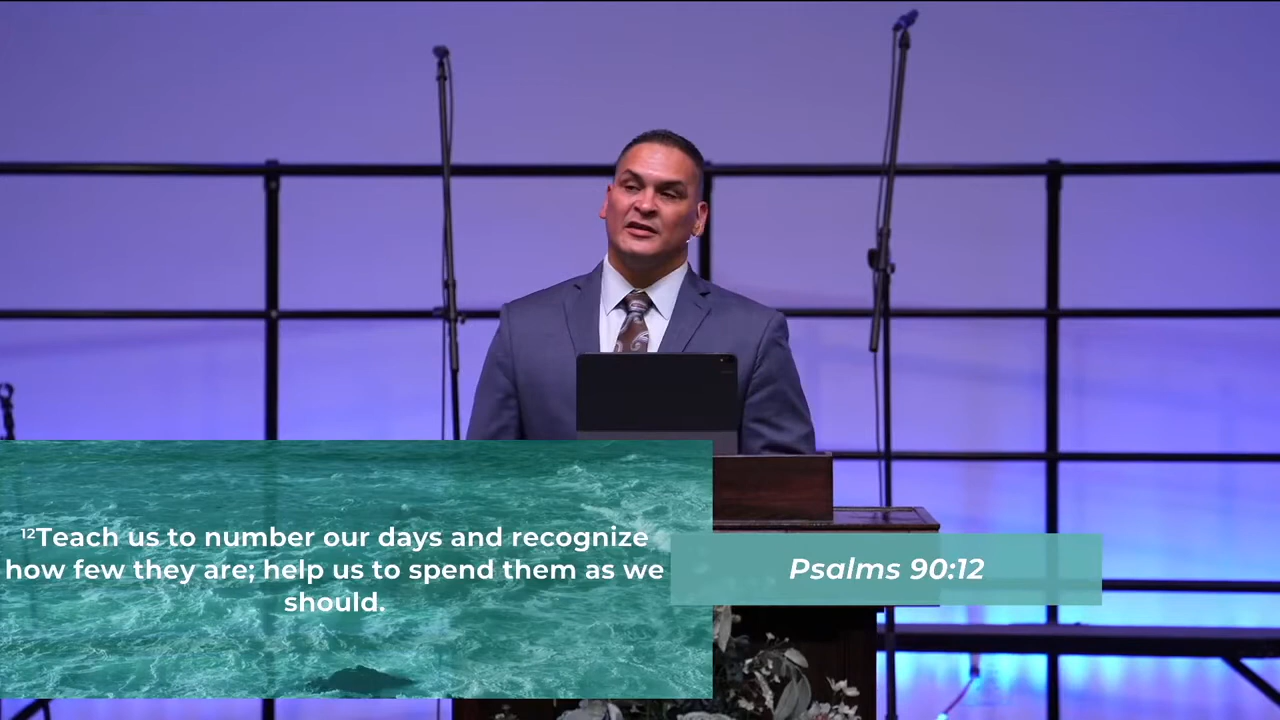 ¹²Teach us to number our days and recognize
how few they are; help us to spend them as we
should.
Psalms 90:12